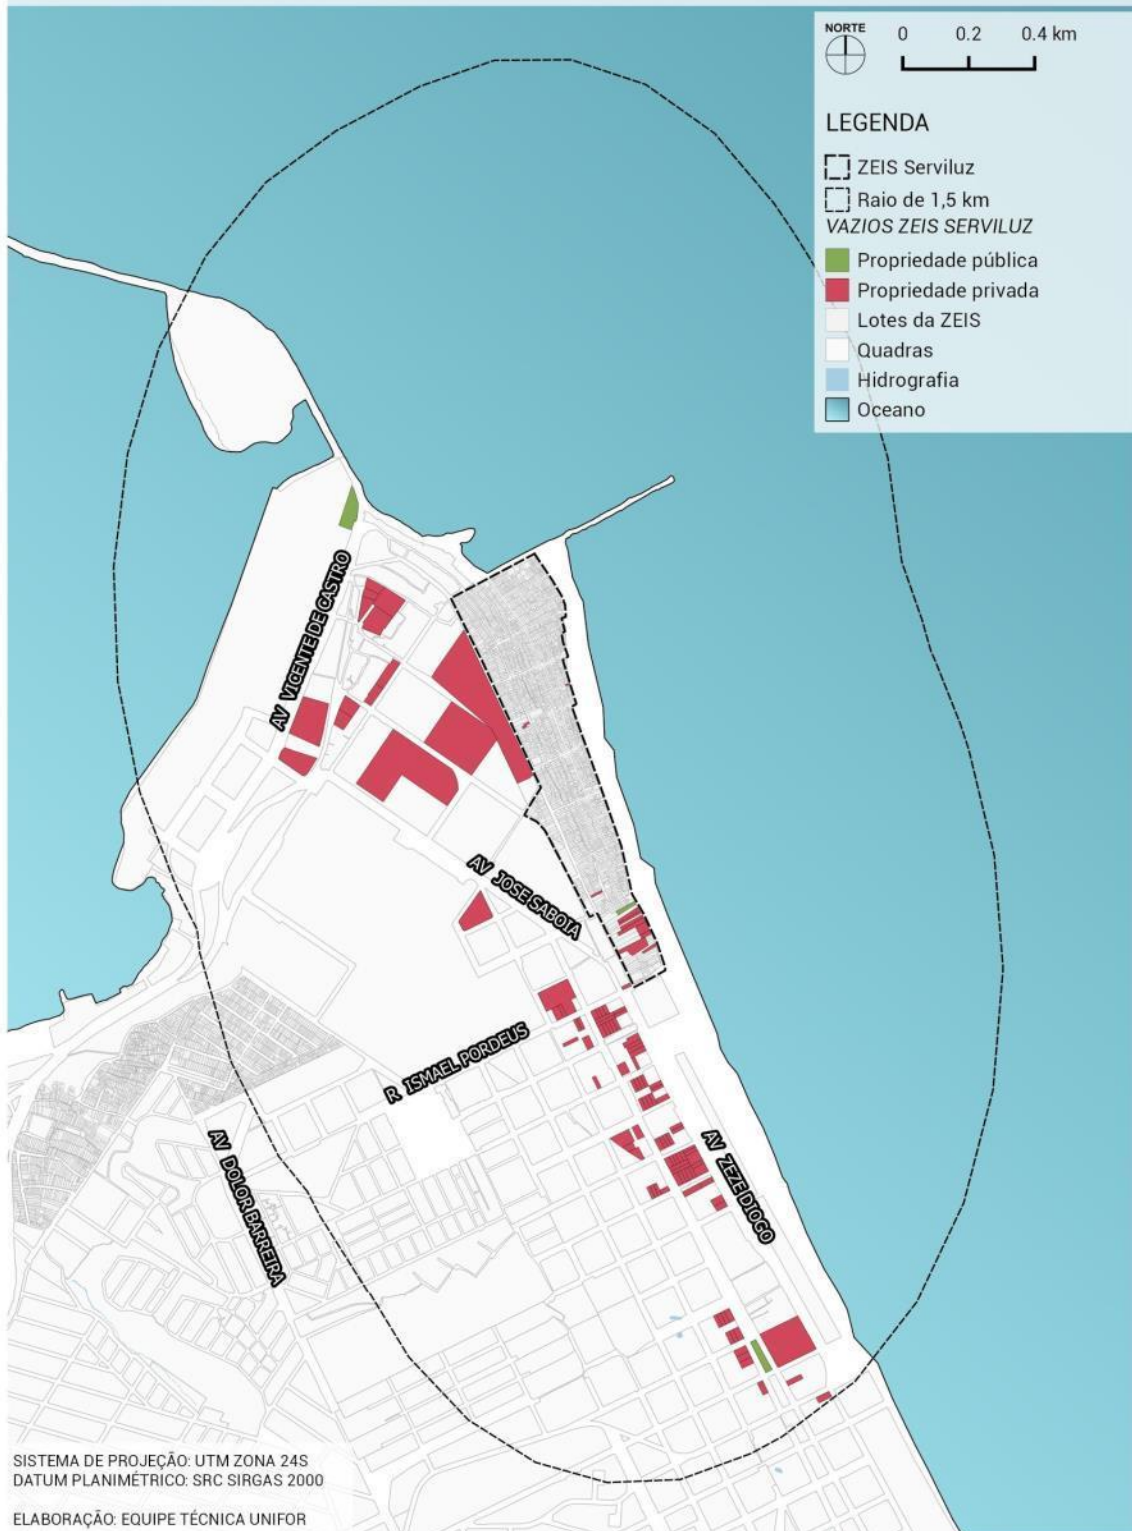 NORTE
0 0.2 0.4 km
LEGENDA
ZEIS Serviluz
Raio de 1,5 km
VAZIOS ZEIS SERVILUZ
Propriedade pública
Propriedade privada
Lotes da ZEIS
Quadras
Hidrografia
Oceano
AV VICENTE DE CASTRO
AV JOSE SABOIA
R ISMAEL PORDEUS
AV DOLOR BARREIRA
AV ZEZE DIOGO
SISTEMA DE PROJEÇÃO: UTM ZONA 24S
DATUM PLANIMÉTRICO: SRC SIRGAS 2000
ELABORAÇÃO: EQUIPE TÉCNICA UNIFOR